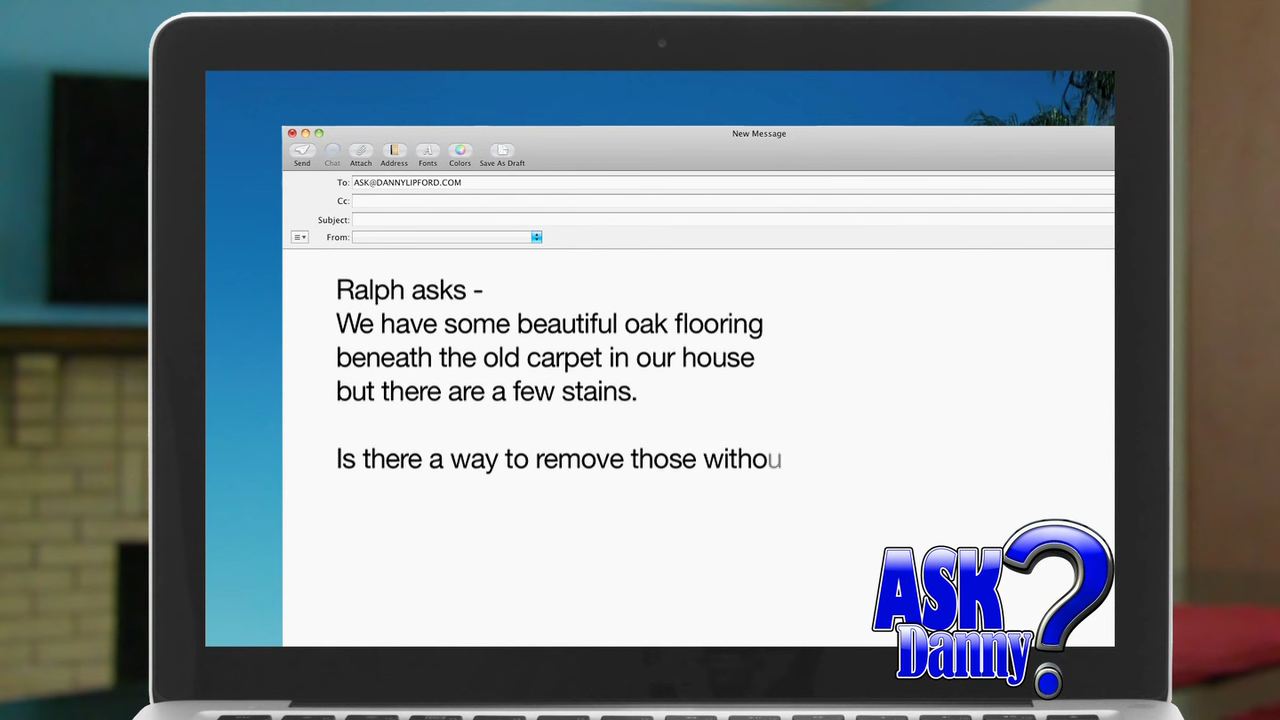 New Message
Send Chat Attach Address Fonts Colors Save As Draft
To: ASK@DANNYLIPFORD.COM
Cc:
Subject:
From:
Ralph asks -
We have some beautiful oak flooring
beneath the old carpet in our house
but there are a few stains.
Is there a way to remove those withou
ASK
Danny?